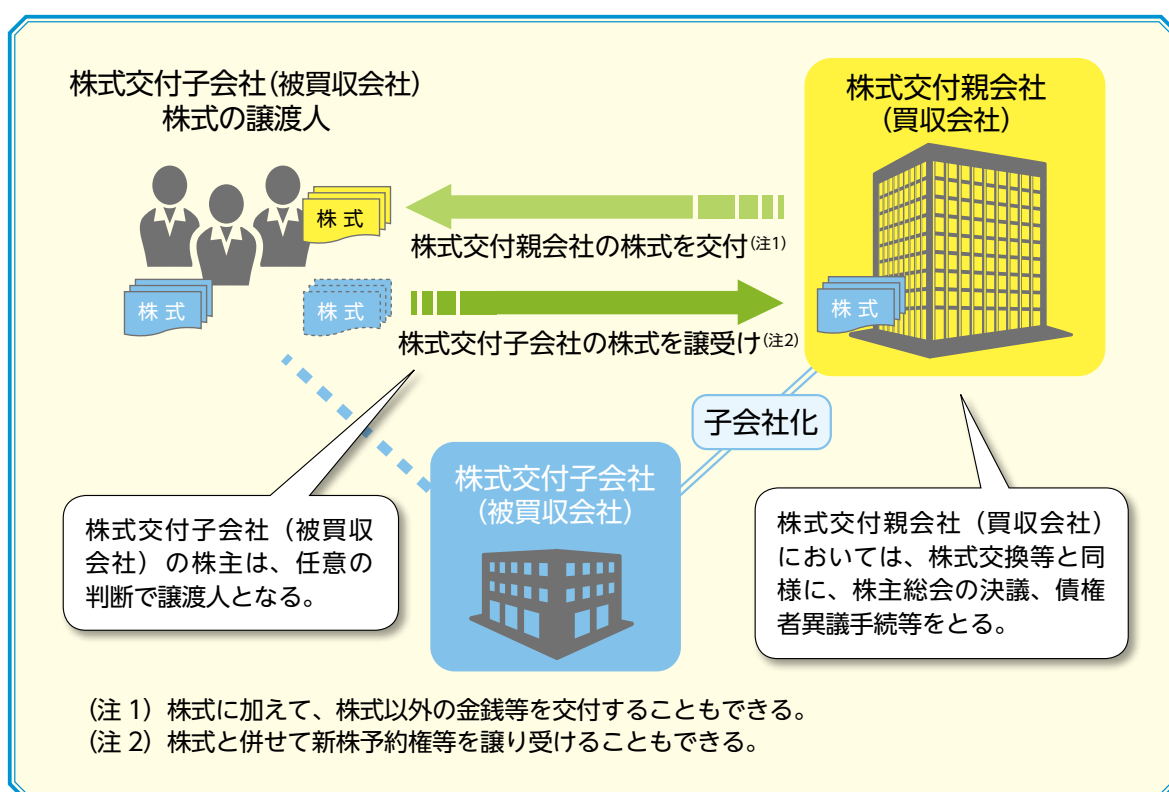 株式交付子会社(被買収会社)
株式の譲渡人
株式交付親会社
(買収会社)
株 式
株式交付親会社の株式を交付(注1)
株 式
株 式
株 式
株式交付子会社の株式を譲受け(注2)
子会社化
株式交付子会社
(被買収会社)
株式交付子会社（被買収
会社）の株主は、任意の
判断で譲渡人となる。
株式交付親会社（買収会社）
においては、株式交換等と同
様に、株主総会の決議、債権
者異議手続等をとる。
(注 1) 株式に加えて、株式以外の金銭等を交付することもできる。
(注 2) 株式と併せて新株予約権等を譲り受けることもできる。